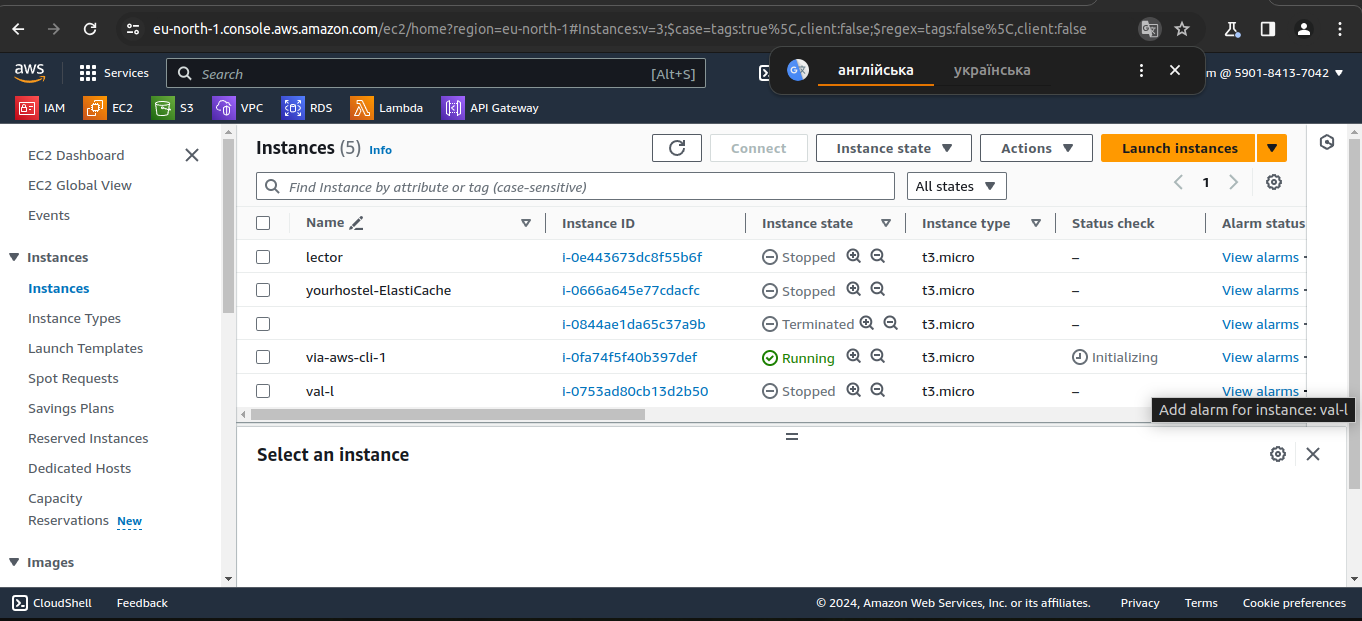 eu-north-1.console.aws.amazon.com/ec2/home?region=eu-north-1#Instances:v=3;$case=tags:true%5C,client:false;$regex=tags:false%5C,client:false
aws Services Search [Alt+S] англійська українська m @ 5901-8413-7042
IAM EC2 S3 VPC RDS Lambda API Gateway
EC2 Dashboard
EC2 Global View
Events
Instances
Instances
Instance Types
Launch Templates
Spot Requests
Savings Plans
Reserved Instances
Dedicated Hosts
Capacity
Reservations New
Images
Instances (5) Info Connect Instance state Actions Launch instances
Find Instance by attribute or tag (case-sensitive) All states 1
Name Instance ID Instance state Instance type Status check Alarm status
lector i-0e443673dc8f55b6f Stopped t3.micro – View alarms
yourhostel-ElastiCache i-0666a645e77cdacfc Stopped t3.micro – View alarms
i-0844ae1da65c37a9b Terminated t3.micro – View alarms
via-aws-cli-1 i-0fa74f5f40b397def Running t3.micro Initializing View alarms
val-l i-0753ad80cb13d2b50 Stopped t3.micro – View alarms
Add alarm for instance: val-l
Select an instance
CloudShell Feedback © 2024, Amazon Web Services, Inc. or its affiliates. Privacy Terms Cookie preferences